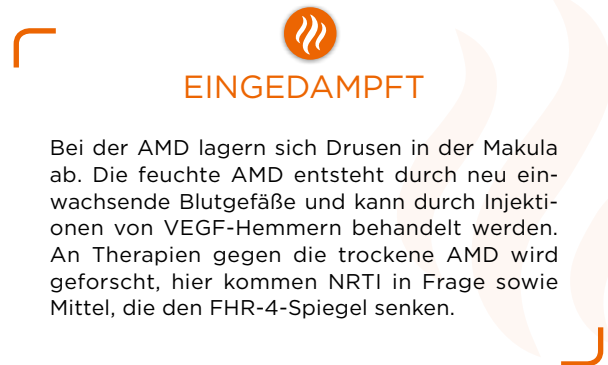 EINGEDAMPFT
Bei der AMD lagern sich Drusen in der Makula
ab. Die feuchte AMD entsteht durch neu ein-
wachsende Blutgefäße und kann durch Injekti-
onen von VEGF-Hemmern behandelt werden.
An Therapien gegen die trockene AMD wird
geforscht, hier kommen NRTI in Frage sowie
Mittel, die den FHR-4-Spiegel senken.